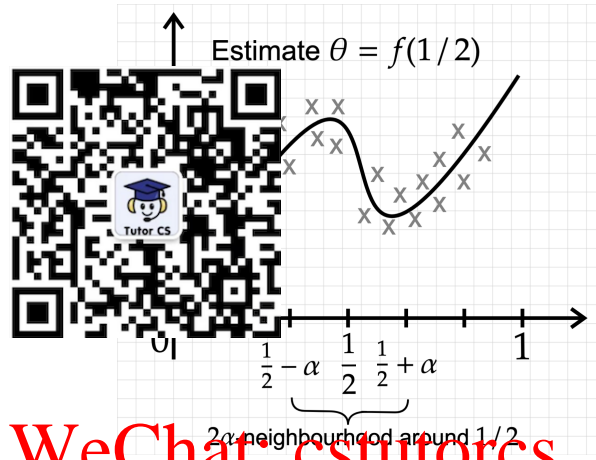 Estimate θ = f(1/2)
Tutor CS
0
1/2 − α
1/2
1/2 + α
1
2α-neighbourhood around 1/2
WeChat: cstutorcs